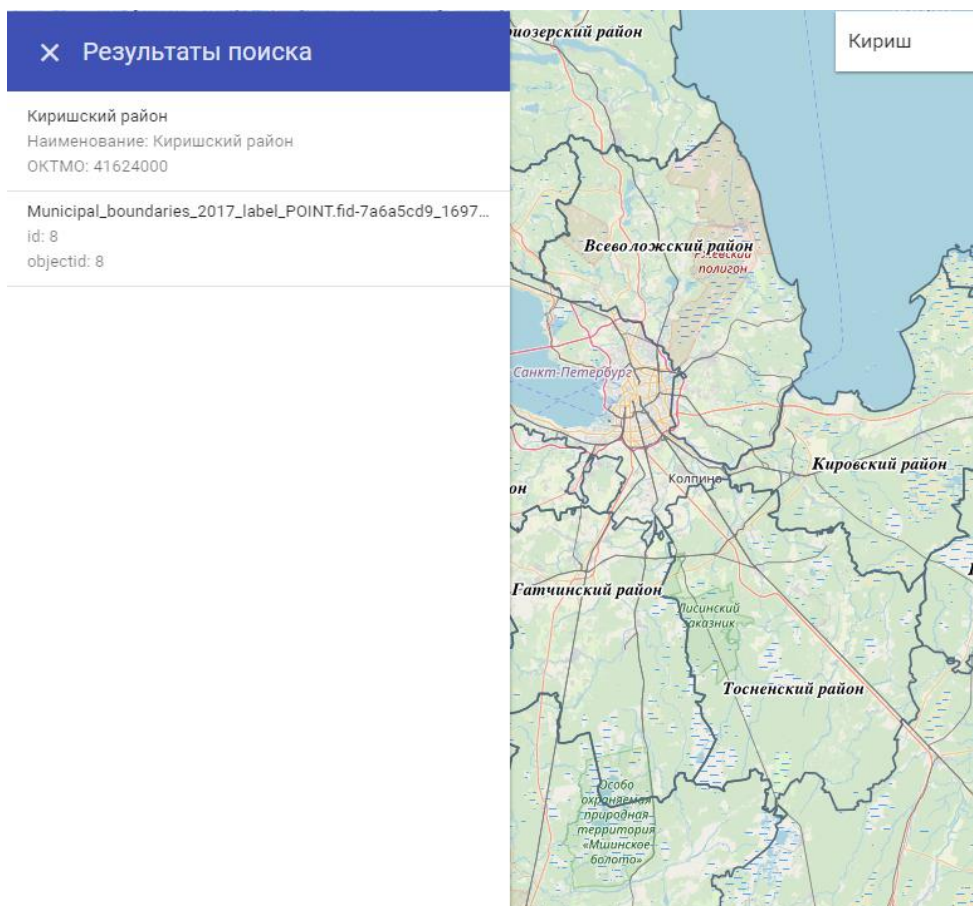 Результаты поиска
Киришский район
Наименование: Киришский район
ОКТМО: 41624000
Municipal_boundaries_2017_label_POINT.fid-7a6a5cd9_1697...
id: 8
objectid: 8
Кириш
риозерский район
Всеволожский район
Ржевский
полигон
Санкт-Петербург
Колпино
Кировский район
он
Гатчинский район
Лисинский
заказник
Тосненский район
Особо
охраняемая
природная
территория
«Мшинское
болото»